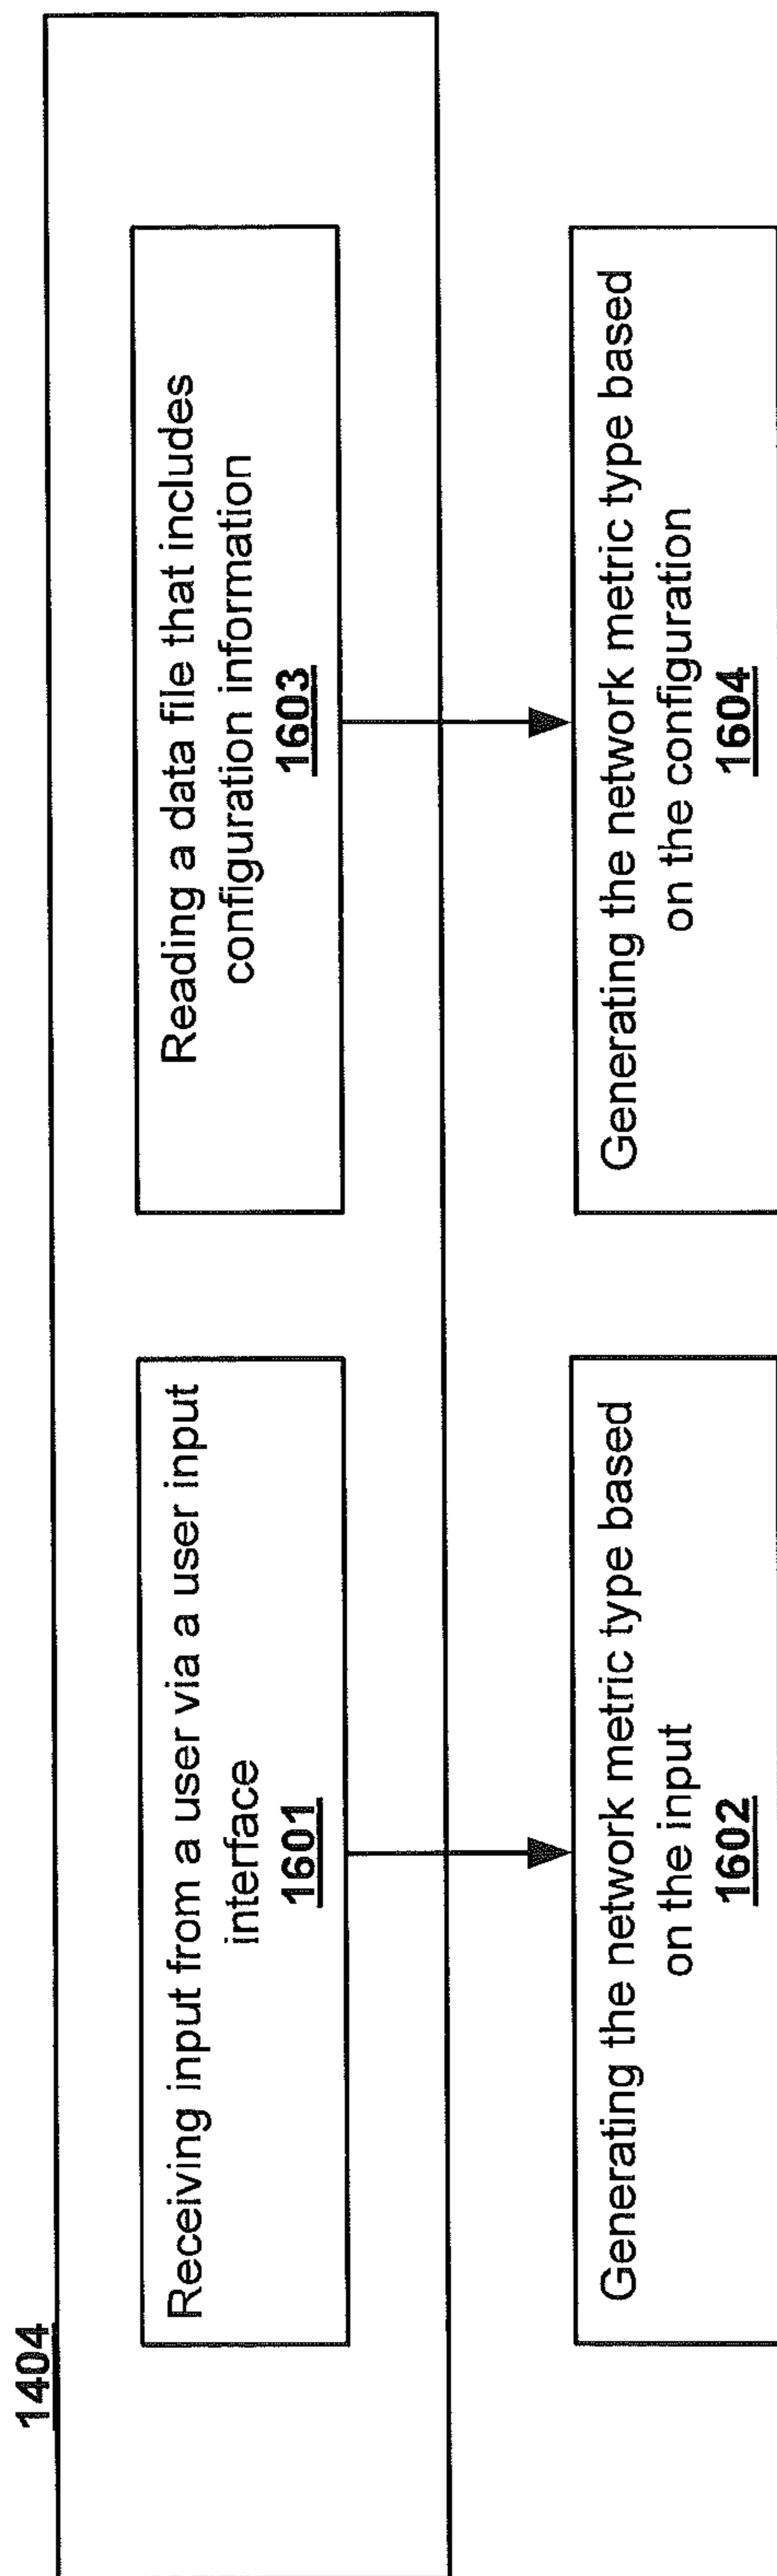 1404
Receiving input from a user via a user input
interface
1601
Reading a data file that includes
configuration information
1603
Generating the network metric type based
on the input
1602
Generating the network metric type based
on the configuration
1604